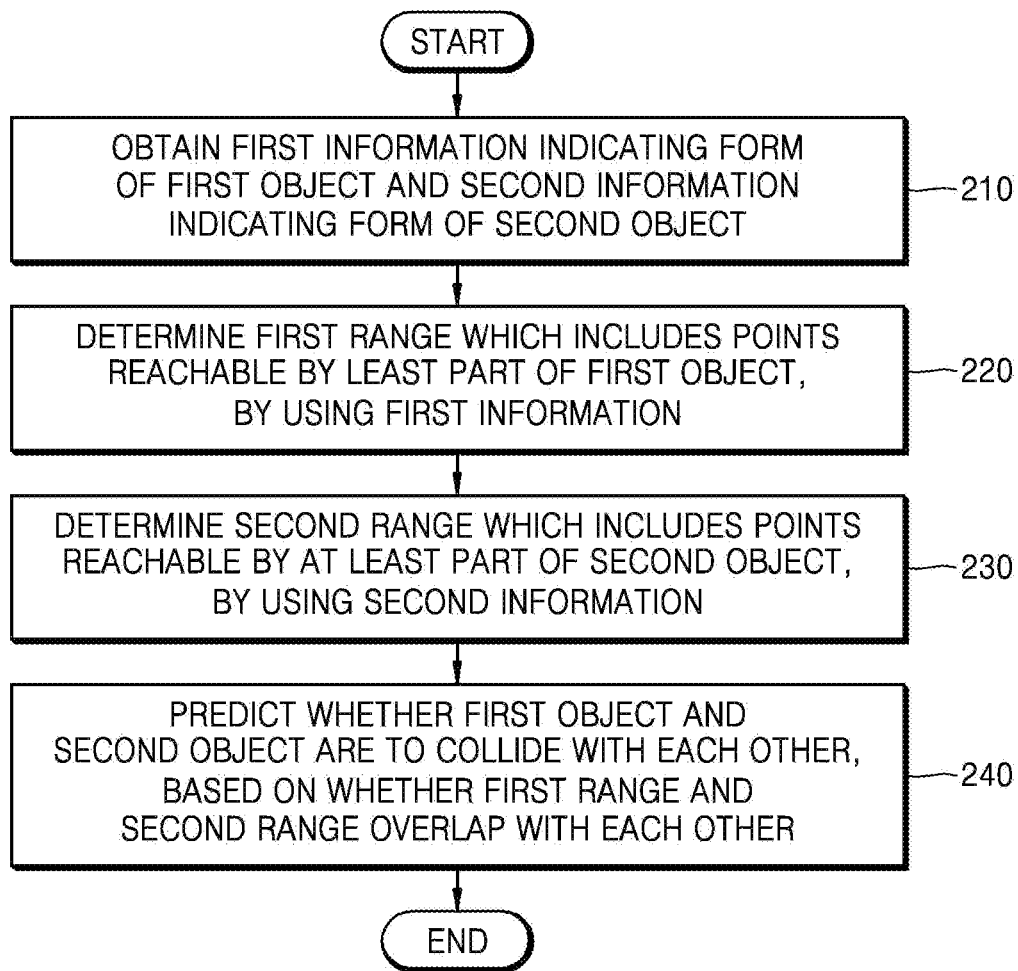 START
OBTAIN FIRST INFORMATION INDICATING FORM
OF FIRST OBJECT AND SECOND INFORMATION
INDICATING FORM OF SECOND OBJECT
210
DETERMINE FIRST RANGE WHICH INCLUDES POINTS
REACHABLE BY LEAST PART OF FIRST OBJECT,
BY USING FIRST INFORMATION
220
DETERMINE SECOND RANGE WHICH INCLUDES POINTS
REACHABLE BY AT LEAST PART OF SECOND OBJECT,
BY USING SECOND INFORMATION
230
PREDICT WHETHER FIRST OBJECT AND
SECOND OBJECT ARE TO COLLIDE WITH EACH OTHER,
BASED ON WHETHER FIRST RANGE AND
SECOND RANGE OVERLAP WITH EACH OTHER
240
END